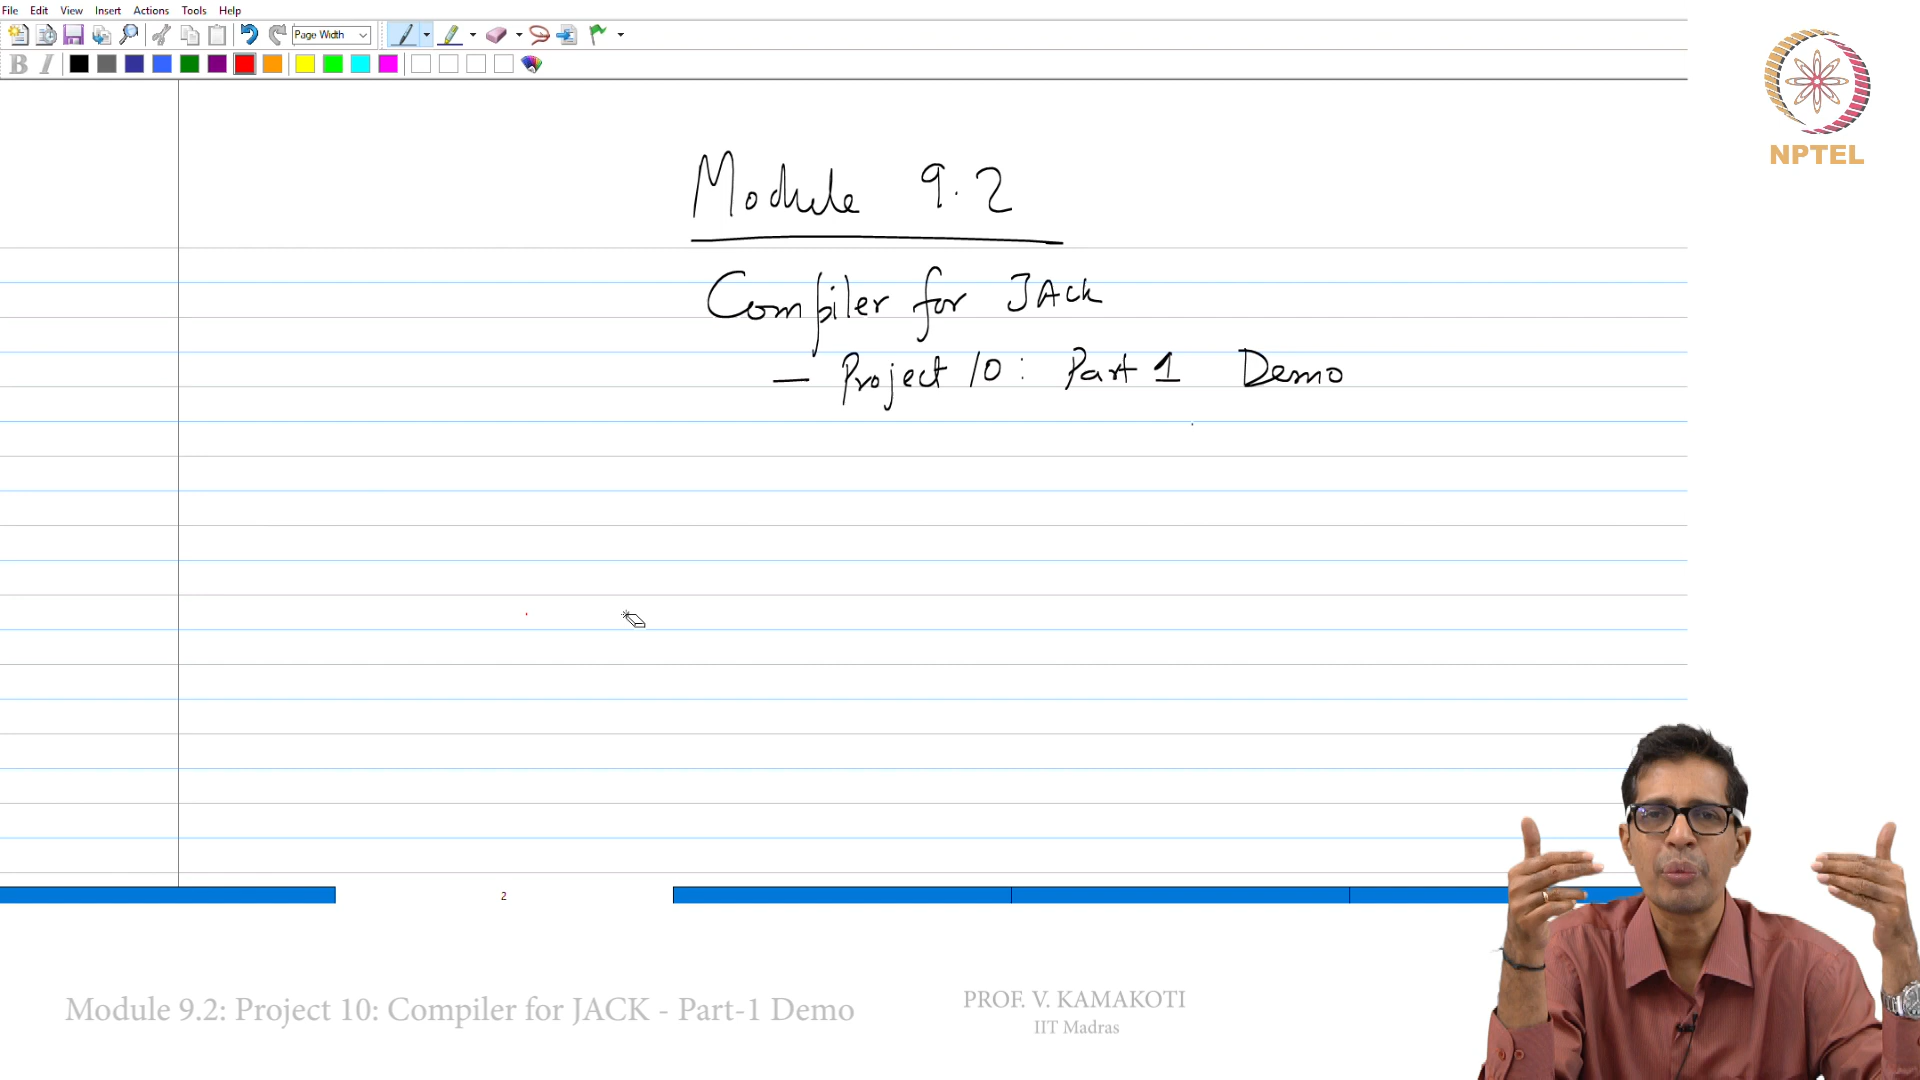 File Edit View Insert Actions Tools Help
Page Width
B I
NPTEL
Module 9.2
Compiler for JACK
— Project 10: Part 1 Demo
2
Module 9.2: Project 10: Compiler for JACK - Part-1 Demo
PROF. V. KAMAKOTI
IIT Madras